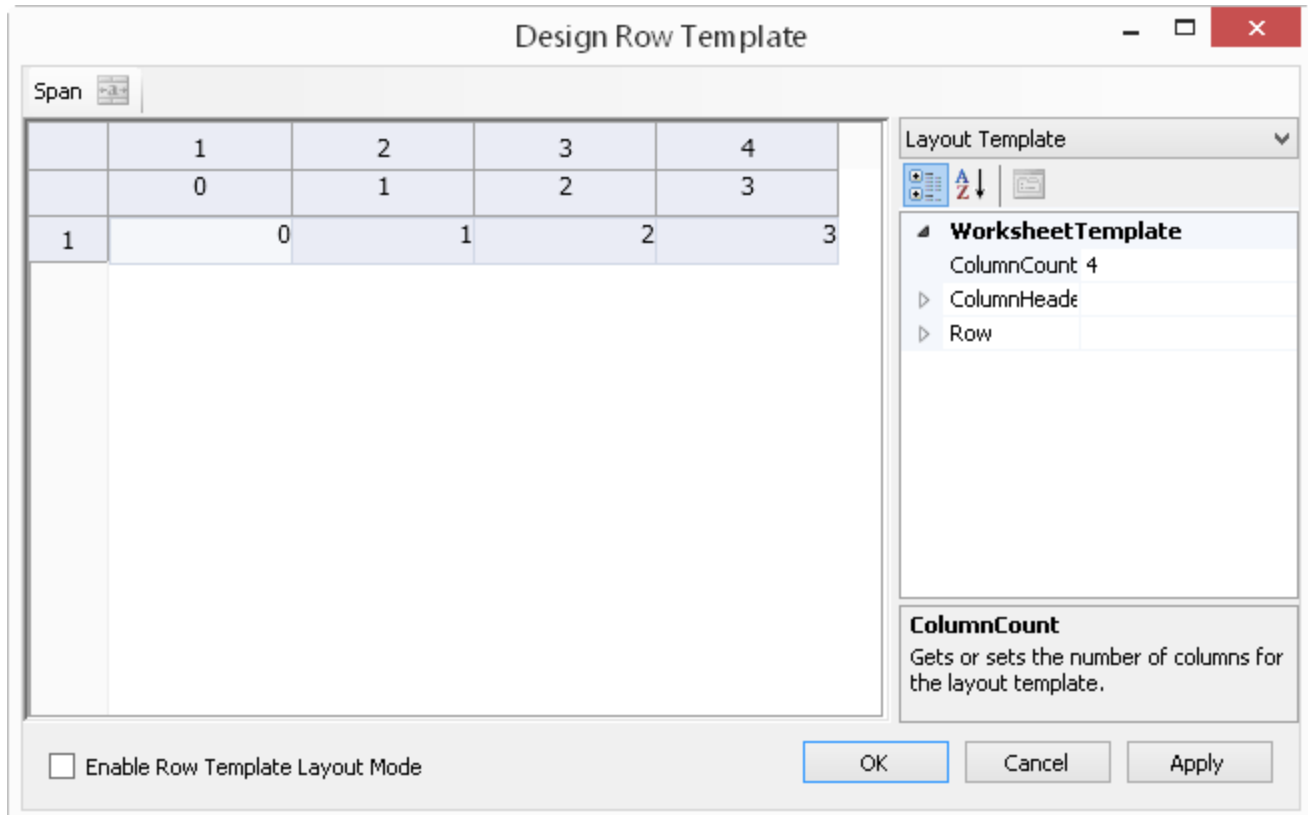 Design Row Template
Span
1 2 3 4
0 1 2 3
1 0 1 2 3
Layout Template
WorksheetTemplate
ColumnCount 4
ColumnHeade
Row
ColumnCount
Gets or sets the number of columns for
the layout template.
Enable Row Template Layout Mode
OK
Cancel
Apply